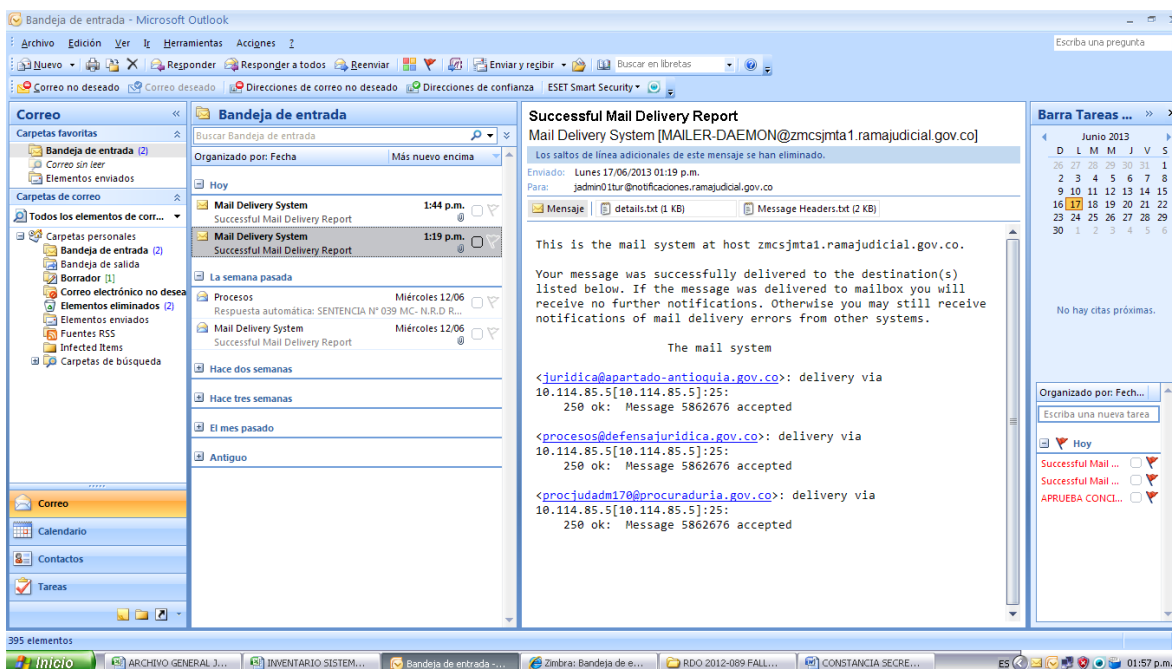 Bandeja de entrada - Microsoft Outlook
Archivo Edición Ver Ir Herramientas Acciones ?
Escriba una pregunta
Nuevo Responder Responder a todos Reenviar Enviar y recibir Buscar en libretas
Correo no deseado Correo deseado Direcciones de correo no deseado Direcciones de confianza ESET Smart Security
Correo
Carpetas favoritas
Bandeja de entrada (2)
Correo sin leer
Elementos enviados
Carpetas de correo
Todos los elementos de corr...
Carpetas personales
Bandeja de entrada (2)
Bandeja de salida
Borrador [1]
Correo electrónico no desea
Elementos eliminados (2)
Elementos enviados
Fuentes RSS
Infected Items
Carpetas de búsqueda
Correo
Calendario
Contactos
Tareas
Bandeja de entrada
Buscar Bandeja de entrada
Organizado por: Fecha Más nuevo encima
Hoy
Mail Delivery System 1:44 p.m.
Successful Mail Delivery Report
Mail Delivery System 1:19 p.m.
Successful Mail Delivery Report
La semana pasada
Procesos Miércoles 12/06
Respuesta automática: SENTENCIA N° 039 MC- N.R.D R...
Mail Delivery System Miércoles 12/06
Successful Mail Delivery Report
Hace dos semanas
Hace tres semanas
El mes pasado
Antiguo
Successful Mail Delivery Report
Mail Delivery System [MAILER-DAEMON@zmcsjmta1.ramajudicial.gov.co]
Los saltos de línea adicionales de este mensaje se han eliminado.
Enviado: Lunes 17/06/2013 01:19 p.m.
Para: jadmin01tur@notificaciones.ramajudicial.gov.co
Mensaje details.txt (1 KB) Message Headers.txt (2 KB)
This is the mail system at host zmcsjmta1.ramajudicial.gov.co.
Your message was successfully delivered to the destination(s)
listed below. If the message was delivered to mailbox you will
receive no further notifications. Otherwise you may still receive
notifications of mail delivery errors from other systems.
The mail system
<juridica@apartado-antioquia.gov.co>: delivery via
10.114.85.5[10.114.85.5]:25:
250 ok: Message 5862676 accepted
<procesos@defensajuridica.gov.co>: delivery via
10.114.85.5[10.114.85.5]:25:
250 ok: Message 5862676 accepted
<procjudadm170@procuraduria.gov.co>: delivery via
10.114.85.5[10.114.85.5]:25:
250 ok: Message 5862676 accepted
Barra Tareas ...
Junio 2013
D L M M J V S
26 27 28 29 30 31 1
2 3 4 5 6 7 8
9 10 11 12 13 14 15
16 17 18 19 20 21 22
23 24 25 26 27 28 29
30 1 2 3 4 5 6
No hay citas próximas.
Organizado por: Fech...
Escriba una nueva tarea
Hoy
Successful Mail ...
Successful Mail ...
APRUEBA CONCI...
395 elementos
Inicio ARCHIVO GENERAL J... INVENTARIO SISTEM... Bandeja de entrada -... Zimbra: Bandeja de e... RDO 2012-089 FALL... CONSTANCIA SECRE... ES 01:57 p.m.